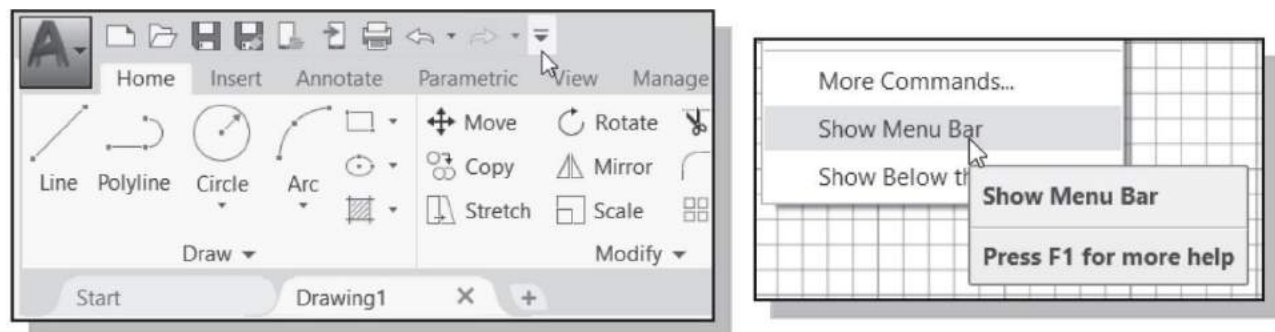 A
Home Insert Annotate Parametric View Manage
Move Rotate
Copy Mirror
Line Polyline Circle Arc
Stretch Scale
Draw Modify
Start Drawing1
More Commands...
Show Menu Bar
Show Below th
Show Menu Bar
Press F1 for more help